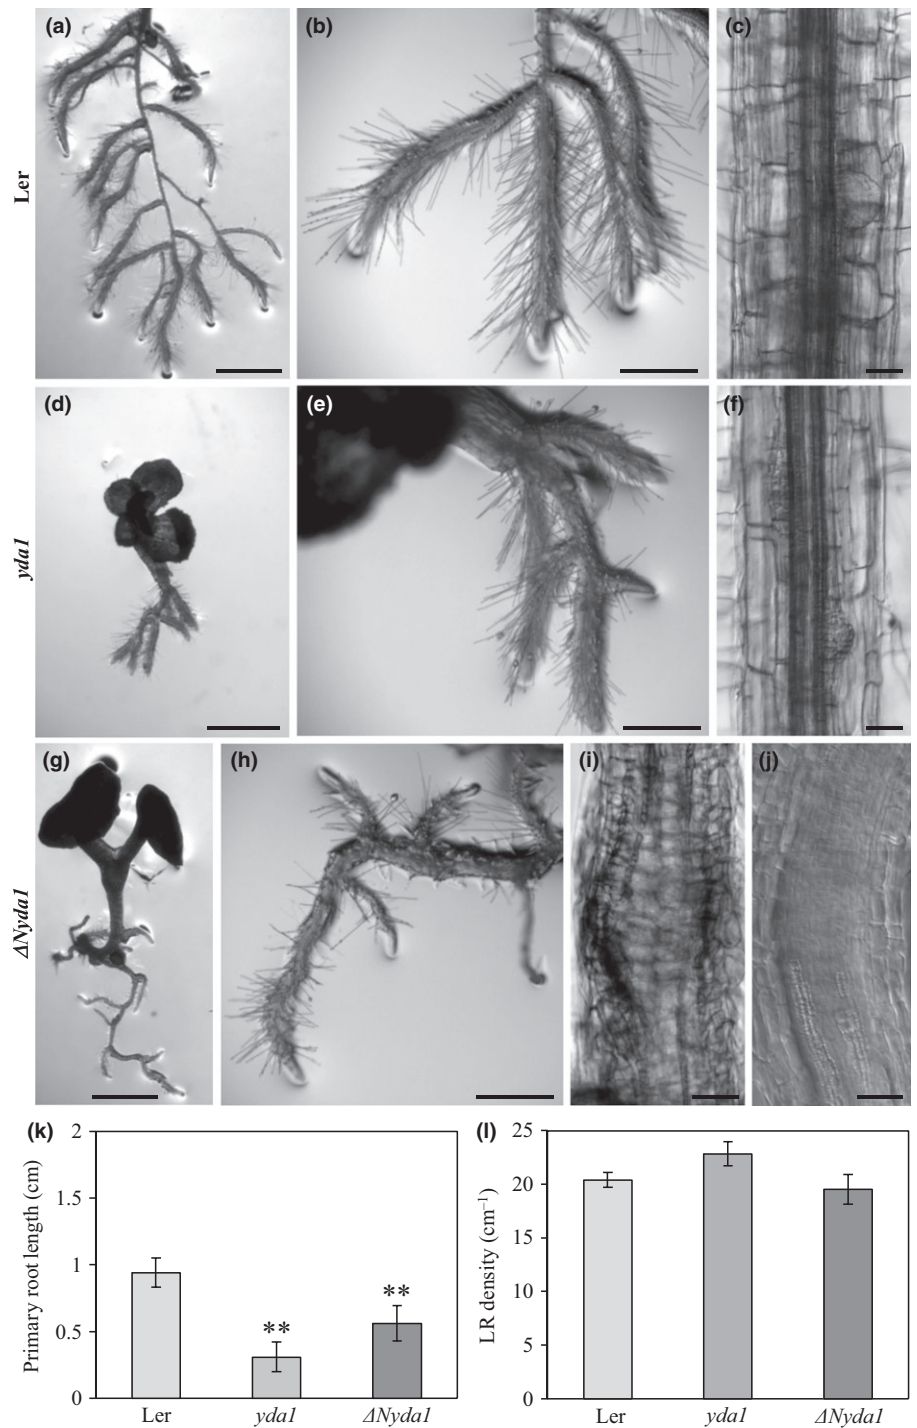 (a)
(b)
(c)
Ler
(d)
(e)
(f)
yda1
(g)
(h)
(i)
(j)
ΔNyda1
(k)
2
1.5
1
0.5
0
Primary root length (cm)
**
**
Ler
yda1
ΔNyda1
(l)
25
20
15
10
5
0
LR density (cm⁻¹)
Ler
yda1
ΔNyda1